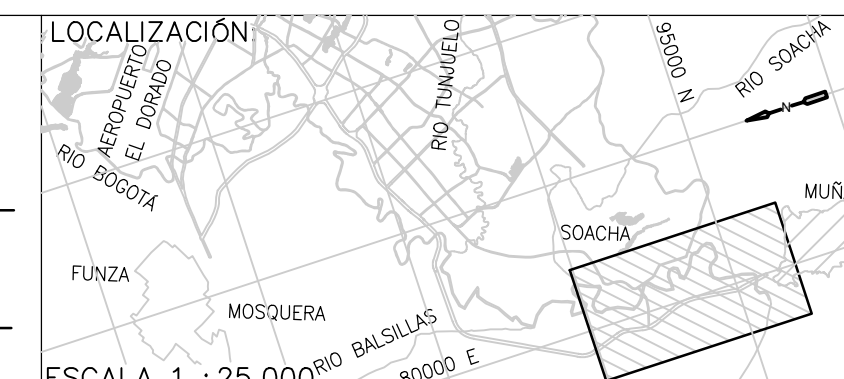 LOCALIZACIÓN:
AEROPUERTO
EL DORADO
RIO TUNJUELO
95000 N
RIO SOACHA
N
RIO BOGOTÁ
MUÑ
SOACHA
FUNZA
MOSQUERA
RIO BALSILLAS
80000 E
ESCALA 1 : 25.000